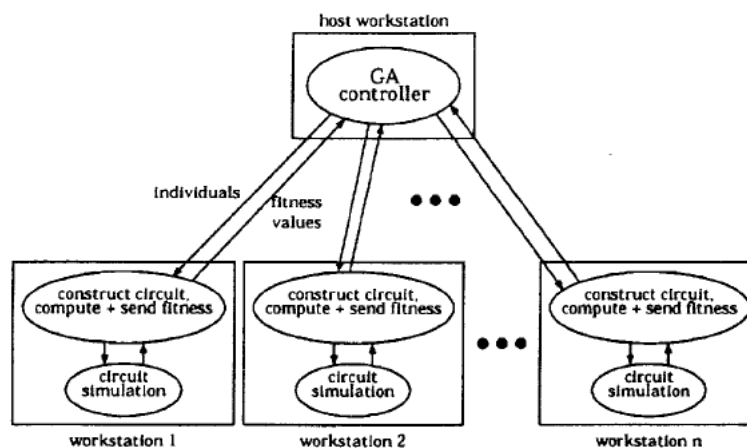 host workstation
GA
controller
individuals
fitness
values
construct circuit,
compute + send fitness
circuit
simulation
workstation 1
construct circuit,
compute + send fitness
circuit
simulation
workstation 2
construct circuit,
compute + send fitness
circuit
simulation
workstation n